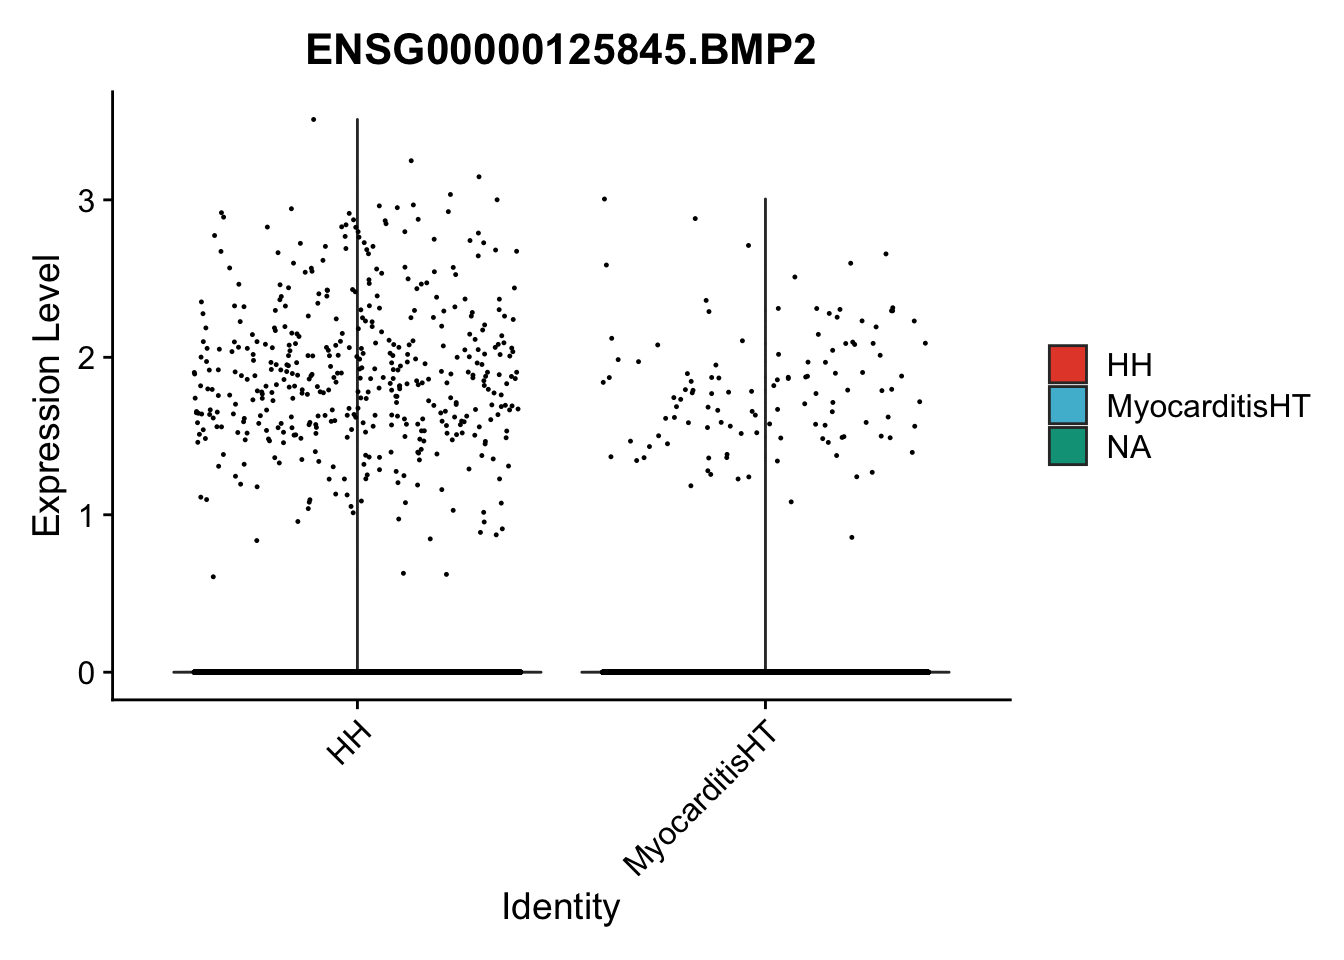 ENSG00000125845.BMP2
Expression Level
3
2
1
0
HH
MyocarditisHT
Identity
HH
MyocarditisHT
NA